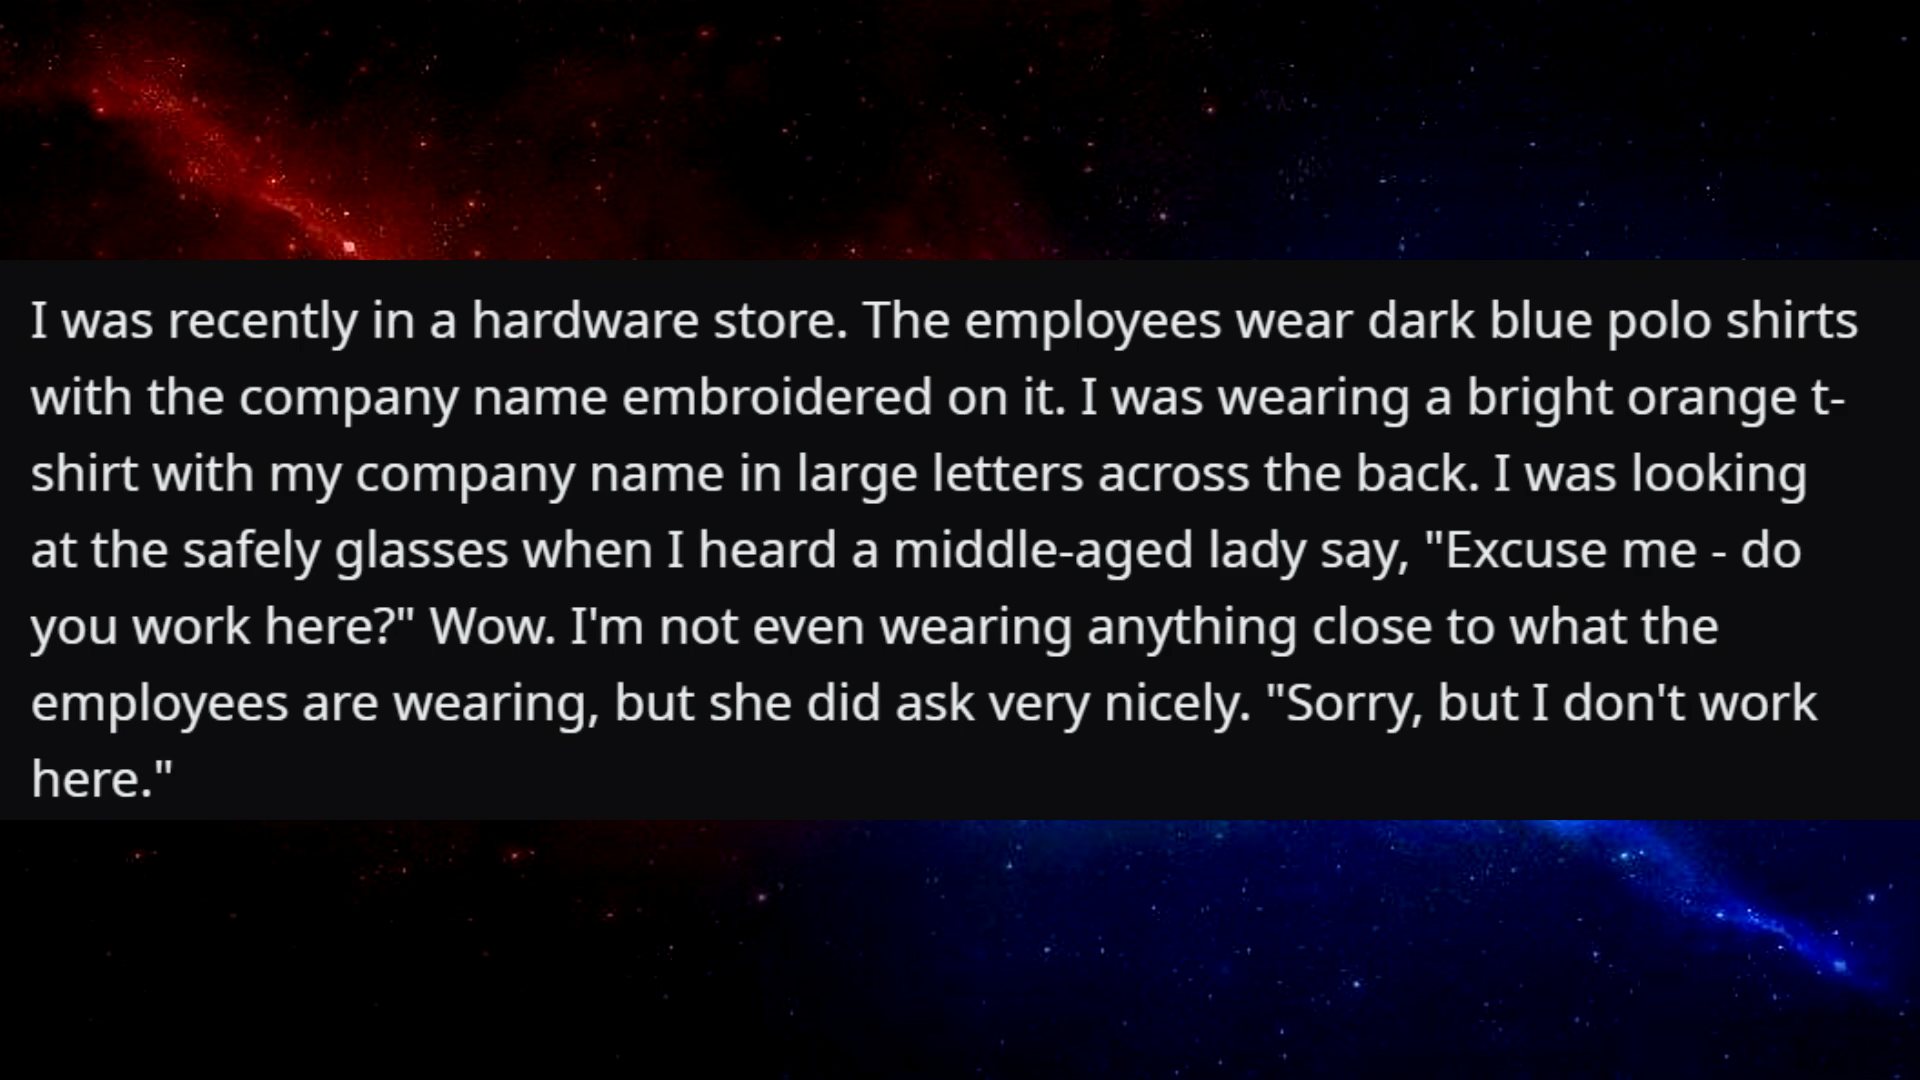 I was recently in a hardware store. The employees wear dark blue polo shirts
with the company name embroidered on it. I was wearing a bright orange t-
shirt with my company name in large letters across the back. I was looking
at the safely glasses when I heard a middle-aged lady say, "Excuse me - do
you work here?" Wow. I'm not even wearing anything close to what the
employees are wearing, but she did ask very nicely. "Sorry, but I don't work
here."